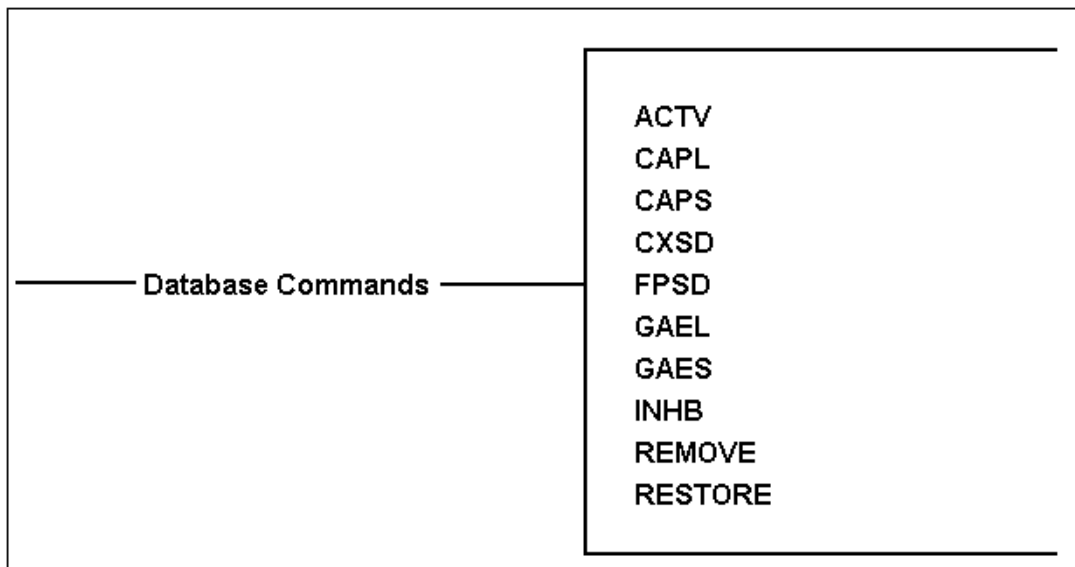 Database Commands
ACTV
CAPL
CAPS
CXSD
FPSD
GAEL
GAES
INHB
REMOVE
RESTORE